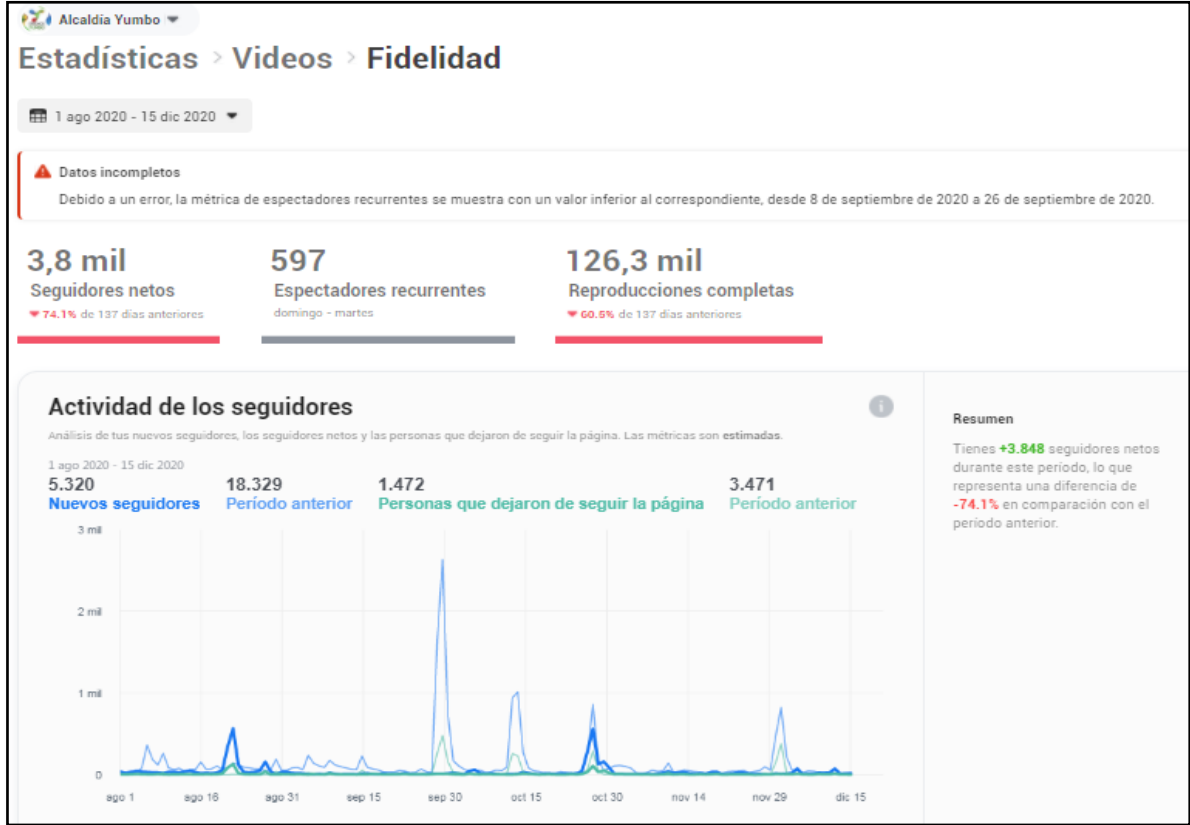 Alcaldía Yumbo
Estadísticas > Videos > Fidelidad
1 ago 2020 - 15 dic 2020
Datos incompletos
Debido a un error, la métrica de espectadores recurrentes se muestra con un valor inferior al correspondiente, desde 8 de septiembre de 2020 a 26 de septiembre de 2020.
3,8 mil 597 126,3 mil
Seguidores netos Espectadores recurrentes Reproducciones completas
74.1% de 137 días anteriores domingo - martes 60.5% de 137 días anteriores
Actividad de los seguidores
Análisis de tus nuevos seguidores, los seguidores netos y las personas que dejaron de seguir la página. Las métricas son estimadas.
1 ago 2020 - 15 dic 2020
5.320 18.329 1.472 3.471
Nuevos seguidores Período anterior Personas que dejaron de seguir la página Período anterior
3 mil
2 mil
1 mil
0
ago 1 ago 16 ago 31 sep 15 sep 30 oct 15 oct 30 nov 14 nov 29 dic 15
Resumen
Tienes +3.848 seguidores netos
durante este período, lo que
representa una diferencia de
-74.1% en comparación con el
período anterior.